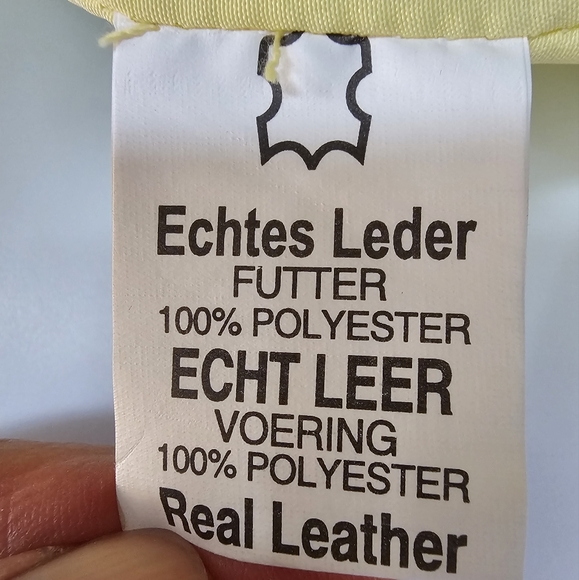 Echtes Leder
FUTTER
100% POLYESTER
ECHT LEER
VOERING
100% POLYESTER
Real Leather